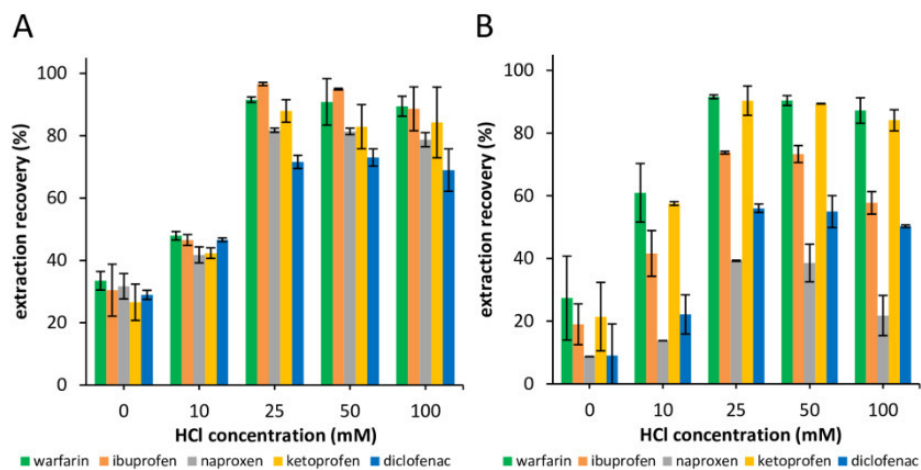 A
extraction recovery (%)
100
80
60
40
20
0
0 10 25 50 100
HCl concentration (mM)
warfarin ibuprofen naproxen ketoprofen diclofenac
B
extraction recovery (%)
100
80
60
40
20
0
0 10 25 50 100
HCl concentration (mM)
warfarin ibuprofen naproxen ketoprofen diclofenac